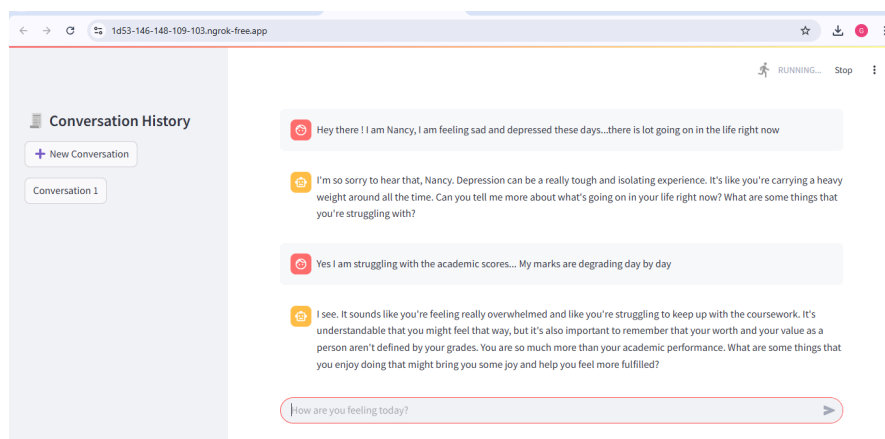 1d53-146-148-109-103.ngrok-free.app
G
RUNNING...
Stop
Conversation History
New Conversation
Conversation 1
Hey there ! I am Nancy, I am feeling sad and depressed these days...there is lot going on in the life right now
I'm so sorry to hear that, Nancy. Depression can be a really tough and isolating experience. It's like you're carrying a heavy
weight around all the time. Can you tell me more about what's going on in your life right now? What are some things that
you're struggling with?
Yes I am struggling with the academic scores... My marks are degrading day by day
I see. It sounds like you're feeling really overwhelmed and like you're struggling to keep up with the coursework. It's
understandable that you might feel that way, but it's also important to remember that your worth and your value as a
person aren't defined by your grades. You are so much more than your academic performance. What are some things that
you enjoy doing that might bring you some joy and help you feel more fulfilled?
How are you feeling today?